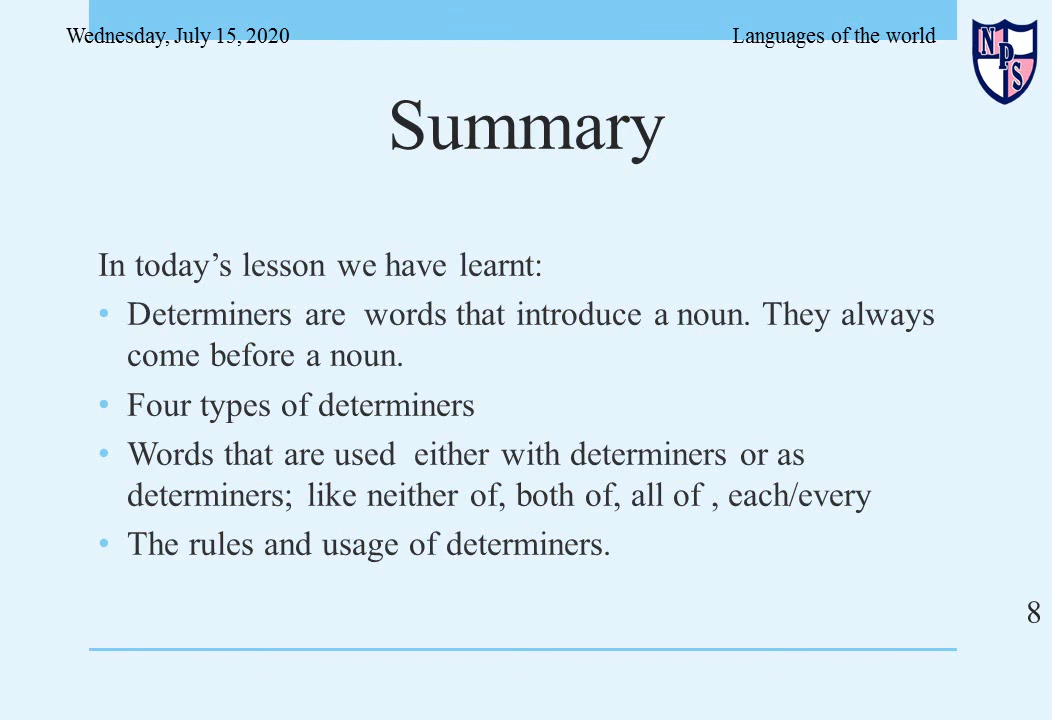 Wednesday, July 15, 2020
Languages of the world
NPS
Summary
In today’s lesson we have learnt:
• Determiners are  words that introduce a noun. They always
come before a noun.
• Four types of determiners
• Words that are used  either with determiners or as
determiners;  like neither of, both of, all of , each/every
• The rules and usage of determiners.
8